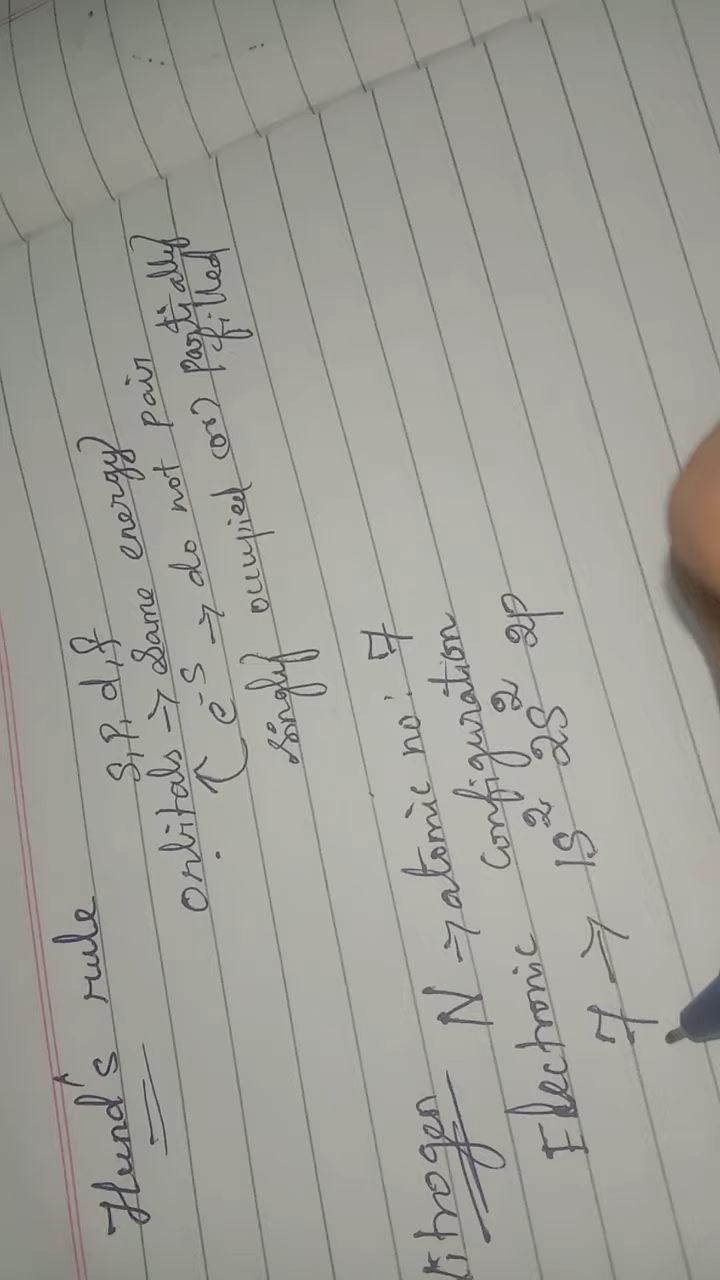 Hund's rule
s, p, d, f
orbitals → Same energy
e⁻s → do not pair
singly occupied (or) partially filled
Nitrogen N → atomic no: 7
Electronic Configuration
7 → 1S² 2S² 2p